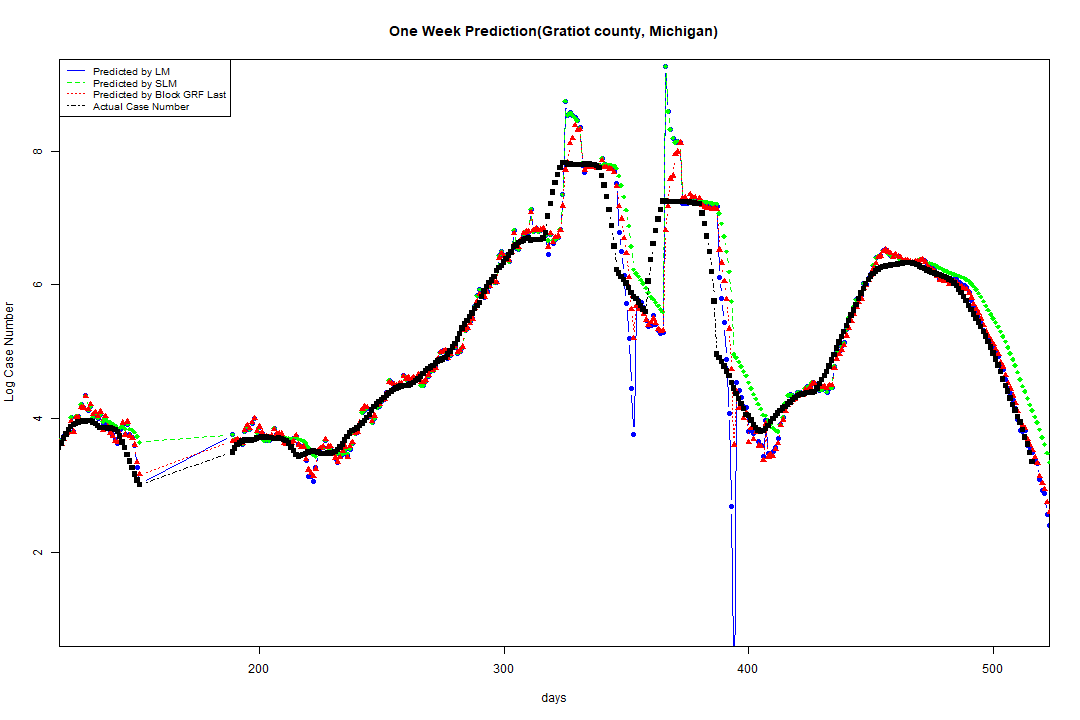 One Week Prediction(Gratiot county, Michigan)
Predicted by LM
Predicted by SLM
Predicted by Block GRF Last
Actual Case Number
8
6
4
2
Log Case Number
200
300
400
500
days